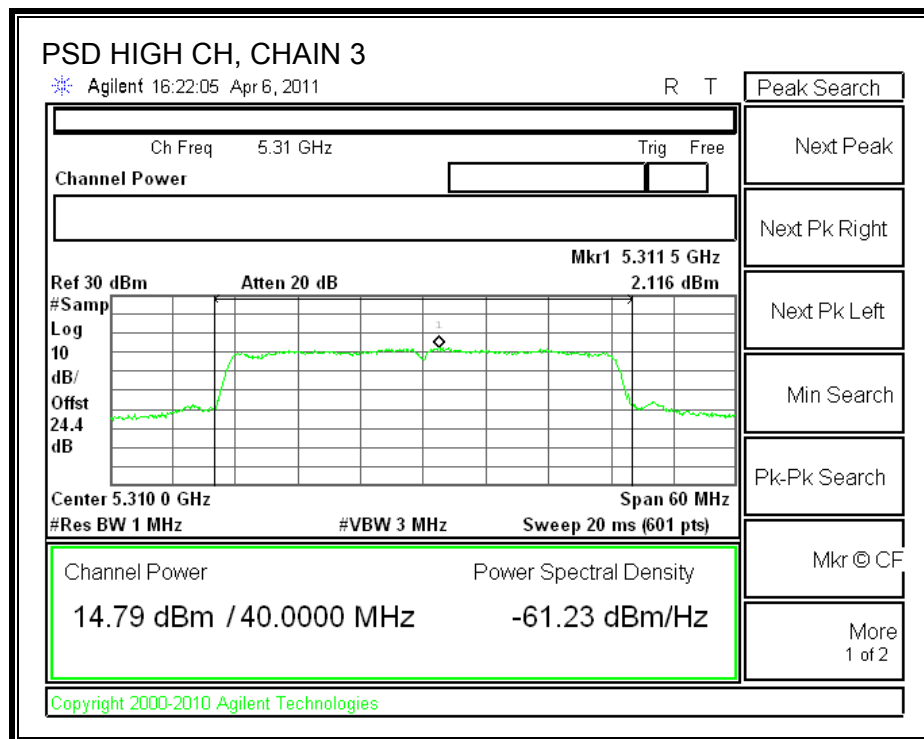 PSD HIGH CH, CHAIN 3
Agilent 16:22:05 Apr 6, 2011 R T
Peak Search
Ch Freq 5.31 GHz Trig Free
Channel Power
Mkr1 5.311 5 GHz
Ref 30 dBm Atten 20 dB 2.116 dBm
#Samp
Log
10
dB/
Offst
24.4
dB
1
Center 5.310 0 GHz Span 60 MHz
#Res BW 1 MHz #VBW 3 MHz Sweep 20 ms (601 pts)
Channel Power Power Spectral Density
14.79 dBm / 40.0000 MHz -61.23 dBm/Hz
Copyright 2000-2010 Agilent Technologies
Next Peak
Next Pk Right
Next Pk Left
Min Search
Pk-Pk Search
Mkr © CF
More
1 of 2